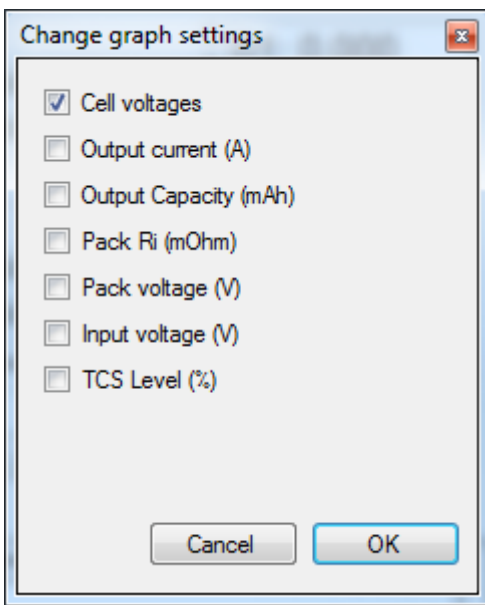 Change graph settings
Cell voltages
Output current (A)
Output Capacity (mAh)
Pack Ri (mOhm)
Pack voltage (V)
Input voltage (V)
TCS Level (%)
Cancel OK